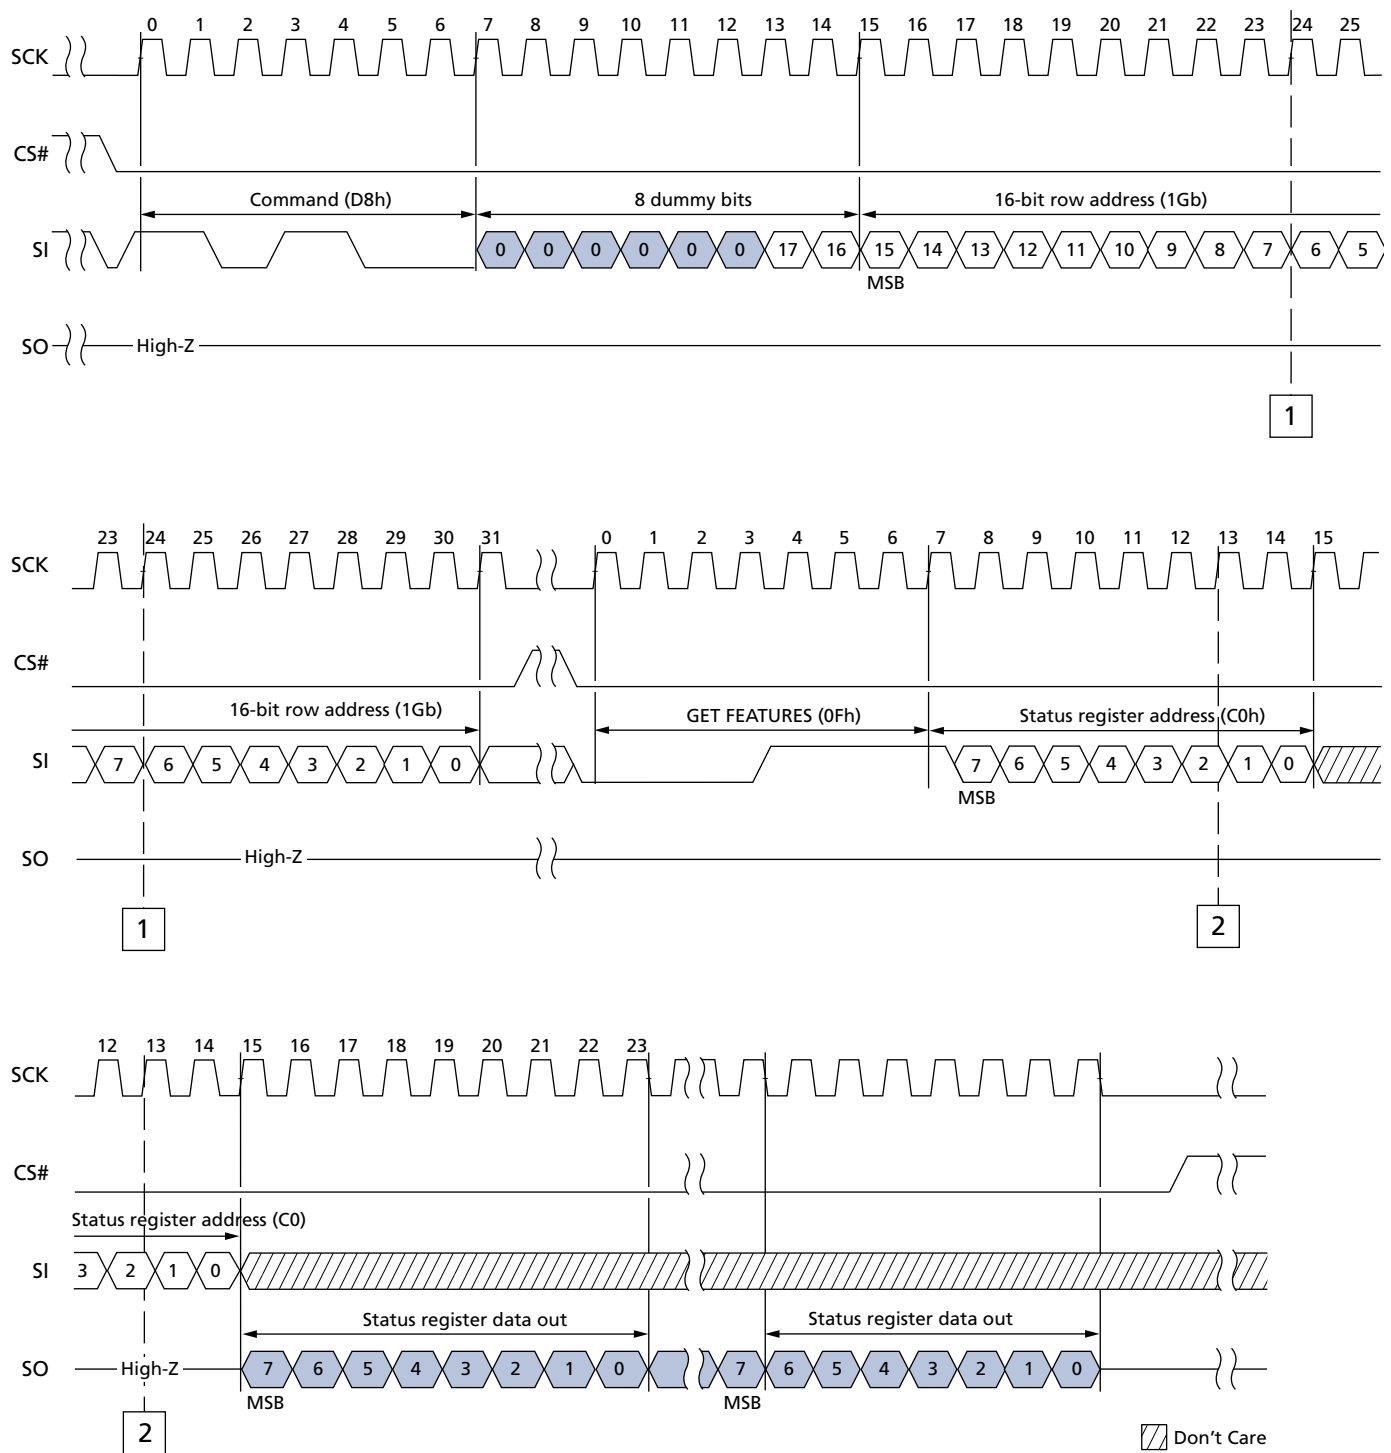 0 1 2 3 4 5 6 7 8 9 10 11 12 13 14 15 16 17 18 19 20 21 22 23 24 25
SCK
CS#
Command (D8h) 8 dummy bits 16-bit row address (1Gb)
SI 0 0 0 0 0 0 17 16 15 14 13 12 11 10 9 8 7 6 5
MSB
SO High-Z
1
23 24 25 26 27 28 29 30 31 0 1 2 3 4 5 6 7 8 9 10 11 12 13 14 15
SCK
CS#
16-bit row address (1Gb) GET FEATURES (0Fh) Status register address (C0h)
SI 7 6 5 4 3 2 1 0 7 6 5 4 3 2 1 0
MSB
SO High-Z
1 2
12 13 14 15 16 17 18 19 20 21 22 23
SCK
CS#
Status register address (C0)
SI 3 2 1 0
Status register data out Status register data out
SO High-Z 7 6 5 4 3 2 1 0 7 6 5 4 3 2 1 0
MSB MSB
2
Don't Care